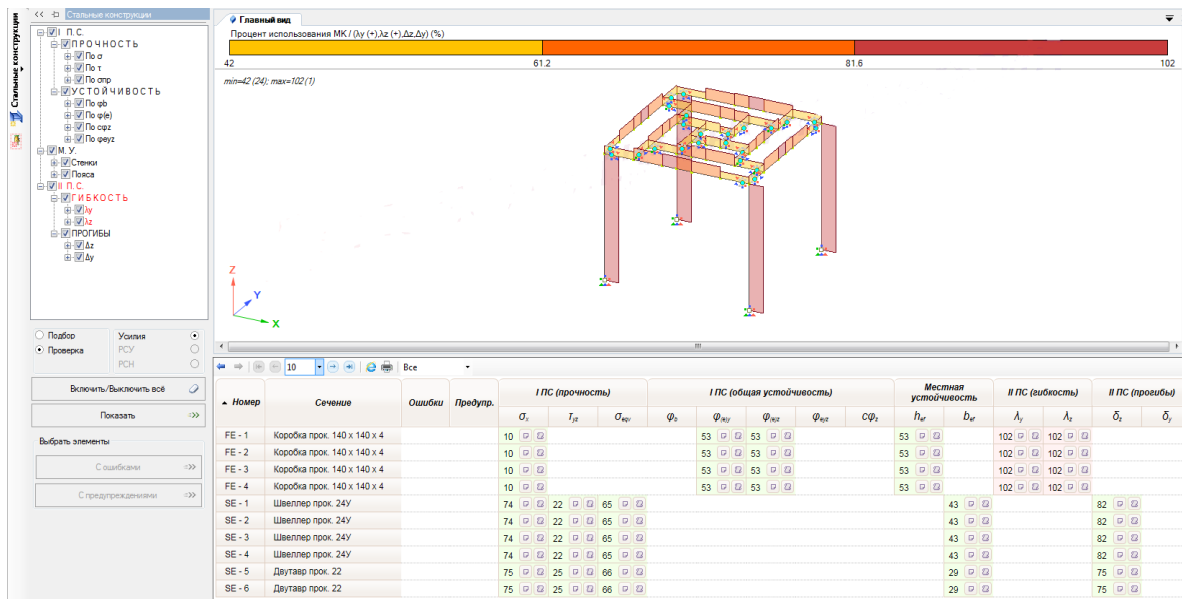 Стальные конструкции
Стальные конструкции
I П.С.
ПРОЧНОСТЬ
По σ
По τ
По σпр
УСТОЙЧИВОСТЬ
По φb
По φ(e)
По cφz
По φeyz
М. У.
Стенки
Пояса
II П.С.
ГИБКОСТЬ
λy
λz
ПРОГИБЫ
Δz
Δy
Подбор
Проверка
Усилия
РСУ
РСН
Включить/Выключить всё
Показать
Выбрать элементы
С ошибками
С предупреждениями
Главный вид
Процент использования МК / (λy (+),λz (+),Δz,Δy) (%)
42 61.2 81.6 102
min=42 (24); max=102 (1)
Z
Y
X
10 Все
Номер Сечение Ошибки Предупр. I ПС (прочность) I ПС (общая устойчивость) Местная устойчивость II ПС (гибкость) II ПС (прогибы)
σx τyz σeqv φb φ(e)y φ(e)z φeyz cφz hef bef λy λz δz δy
FE - 1 Коробка прок. 140 x 140 x 4 10 53 53 53 102 102
FE - 2 Коробка прок. 140 x 140 x 4 10 53 53 53 102 102
FE - 3 Коробка прок. 140 x 140 x 4 10 53 53 53 102 102
FE - 4 Коробка прок. 140 x 140 x 4 10 53 53 53 102 102
SE - 1 Швеллер прок. 24У 74 22 65 43 82
SE - 2 Швеллер прок. 24У 74 22 65 43 82
SE - 3 Швеллер прок. 24У 74 22 65 43 82
SE - 4 Швеллер прок. 24У 74 22 65 43 82
SE - 5 Двутавр прок. 22 75 25 66 29 75
SE - 6 Двутавр прок. 22 75 25 66 29 75